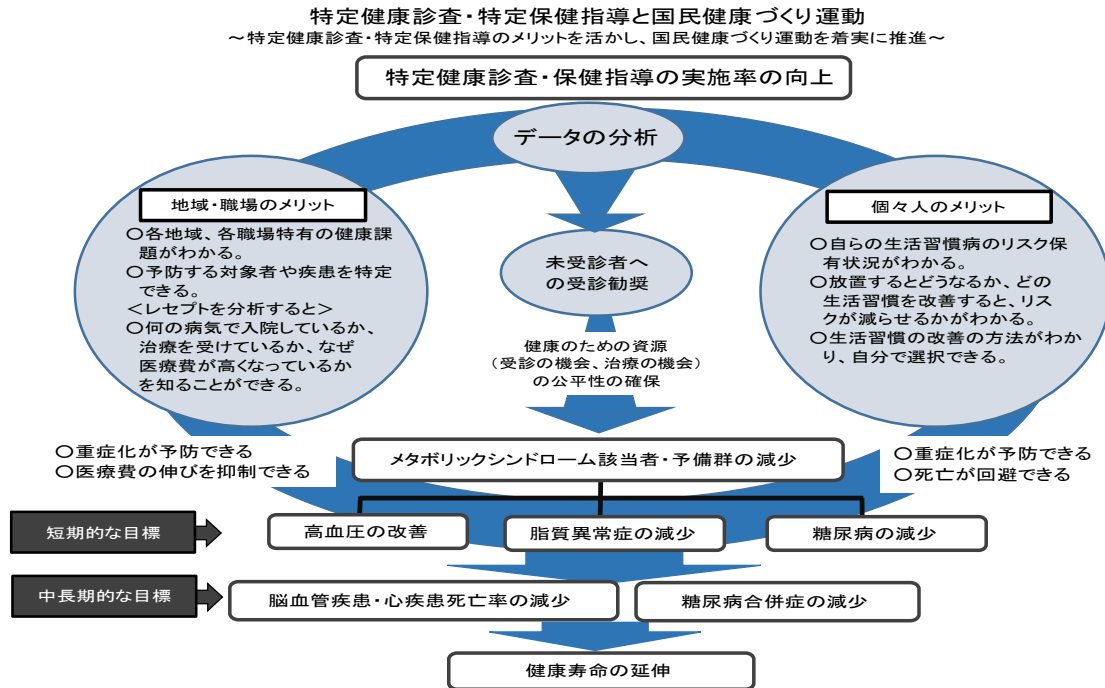 特定健康診査・特定保健指導と国民健康づくり運動
～特定健康診査・特定保健指導のメリットを活かし、国民健康づくり運動を着実に推進～
特定健康診査・保健指導の実施率の向上
データの分析
地域・職場のメリット
〇各地域、各職場特有の健康課
題がわかる。
〇予防する対象者や疾患を特定
できる。
＜レセプトを分析すると＞
〇何の病気で入院しているか、
治療を受けているか、なぜ
医療費が高くなっているか
を知ることができる。
未受診者へ
の受診勧奨
個々人のメリット
〇自らの生活習慣病のリスク保
有状況がわかる。
〇放置するとどうなるか、どの
生活習慣を改善すると、リス
クが減らせるかがわかる。
〇生活習慣の改善の方法がわか
り、自分で選択できる。
健康のための資源
（受診の機会、治療の機会）
の公平性の確保
〇重症化が予防できる
〇医療費の伸びを抑制できる
メタボリックシンドローム該当者・予備群の減少
〇重症化が予防できる
〇死亡が回避できる
短期的な目標
高血圧の改善
脂質異常症の減少
糖尿病の減少
中長期的な目標
脳血管疾患・心疾患死亡率の減少
糖尿病合併症の減少
健康寿命の延伸